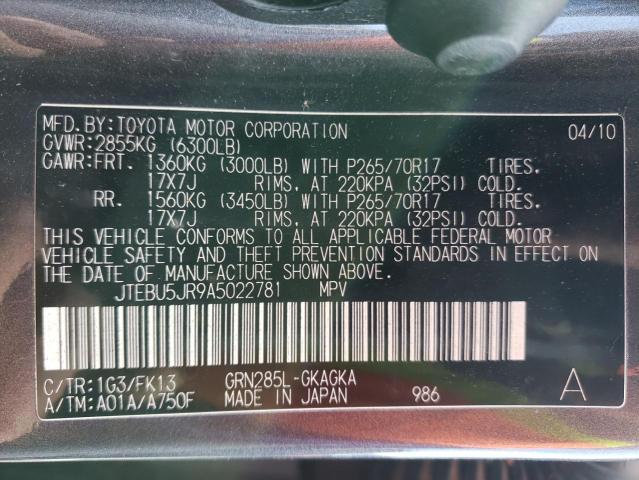 MFD.BY:TOYOTA MOTOR CORPORATION 04/10
GVWR:2855KG (6300LB)
GAWR:FRT. 1360KG (3000LB) WITH P265/70R17 TIRES,
17X7J RIMS, AT 220KPA (32PSI) COLD.
RR. 1560KG (3450LB) WITH P265/70R17 TIRES,
17X7J RIMS, AT 220KPA (32PSI) COLD.
THIS VEHICLE CONFORMS TO ALL APPLICABLE FEDERAL MOTOR
VEHICLE SAFETY AND THEFT PREVENTION STANDARDS IN EFFECT ON
THE DATE OF MANUFACTURE SHOWN ABOVE.
JTEBU5JR9A5022781 MPV
C/TR:1G3/FK13 GRN285L-GKAGKA
A/TM:A01A/A750F MADE IN JAPAN 986 A